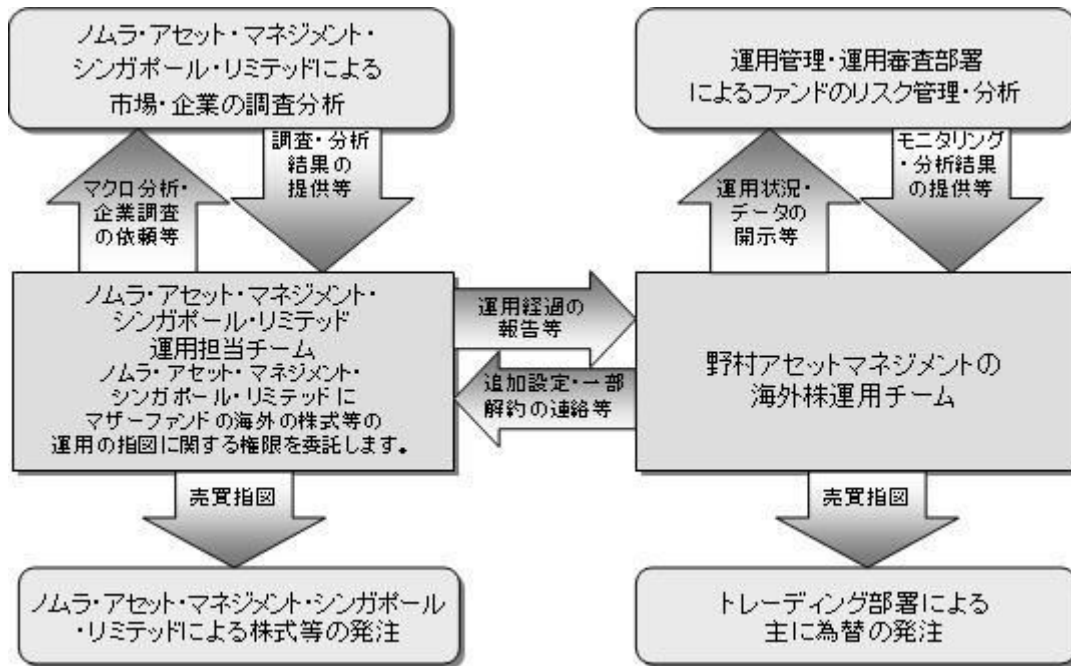 ノムラ・アセット・マネジメント・
シンガポール・リミテッドによる
市場・企業の調査分析
運用管理・運用審査部署
によるファンドのリスク管理・分析
マクロ分析・
企業調査
の依頼等
調査・分析
結果の
提供等
運用状況・
データの
開示等
モニタリング
・分析結果
の提供等
ノムラ・アセット・マネジメント・
シンガポール・リミテッド
運用担当チーム
ノムラ・アセット・マネジメント・
シンガポール・リミテッドに
マザーファンドの海外の株式等の
運用の指図に関する権限を委託します。
運用経過の
報告等
追加設定・一部
解約の連絡等
野村アセットマネジメントの
海外株運用チーム
売買指図
売買指図
ノムラ・アセット・マネジメント・シンガポール
・リミテッドによる株式等の発注
トレーディング部署による
主に為替の発注